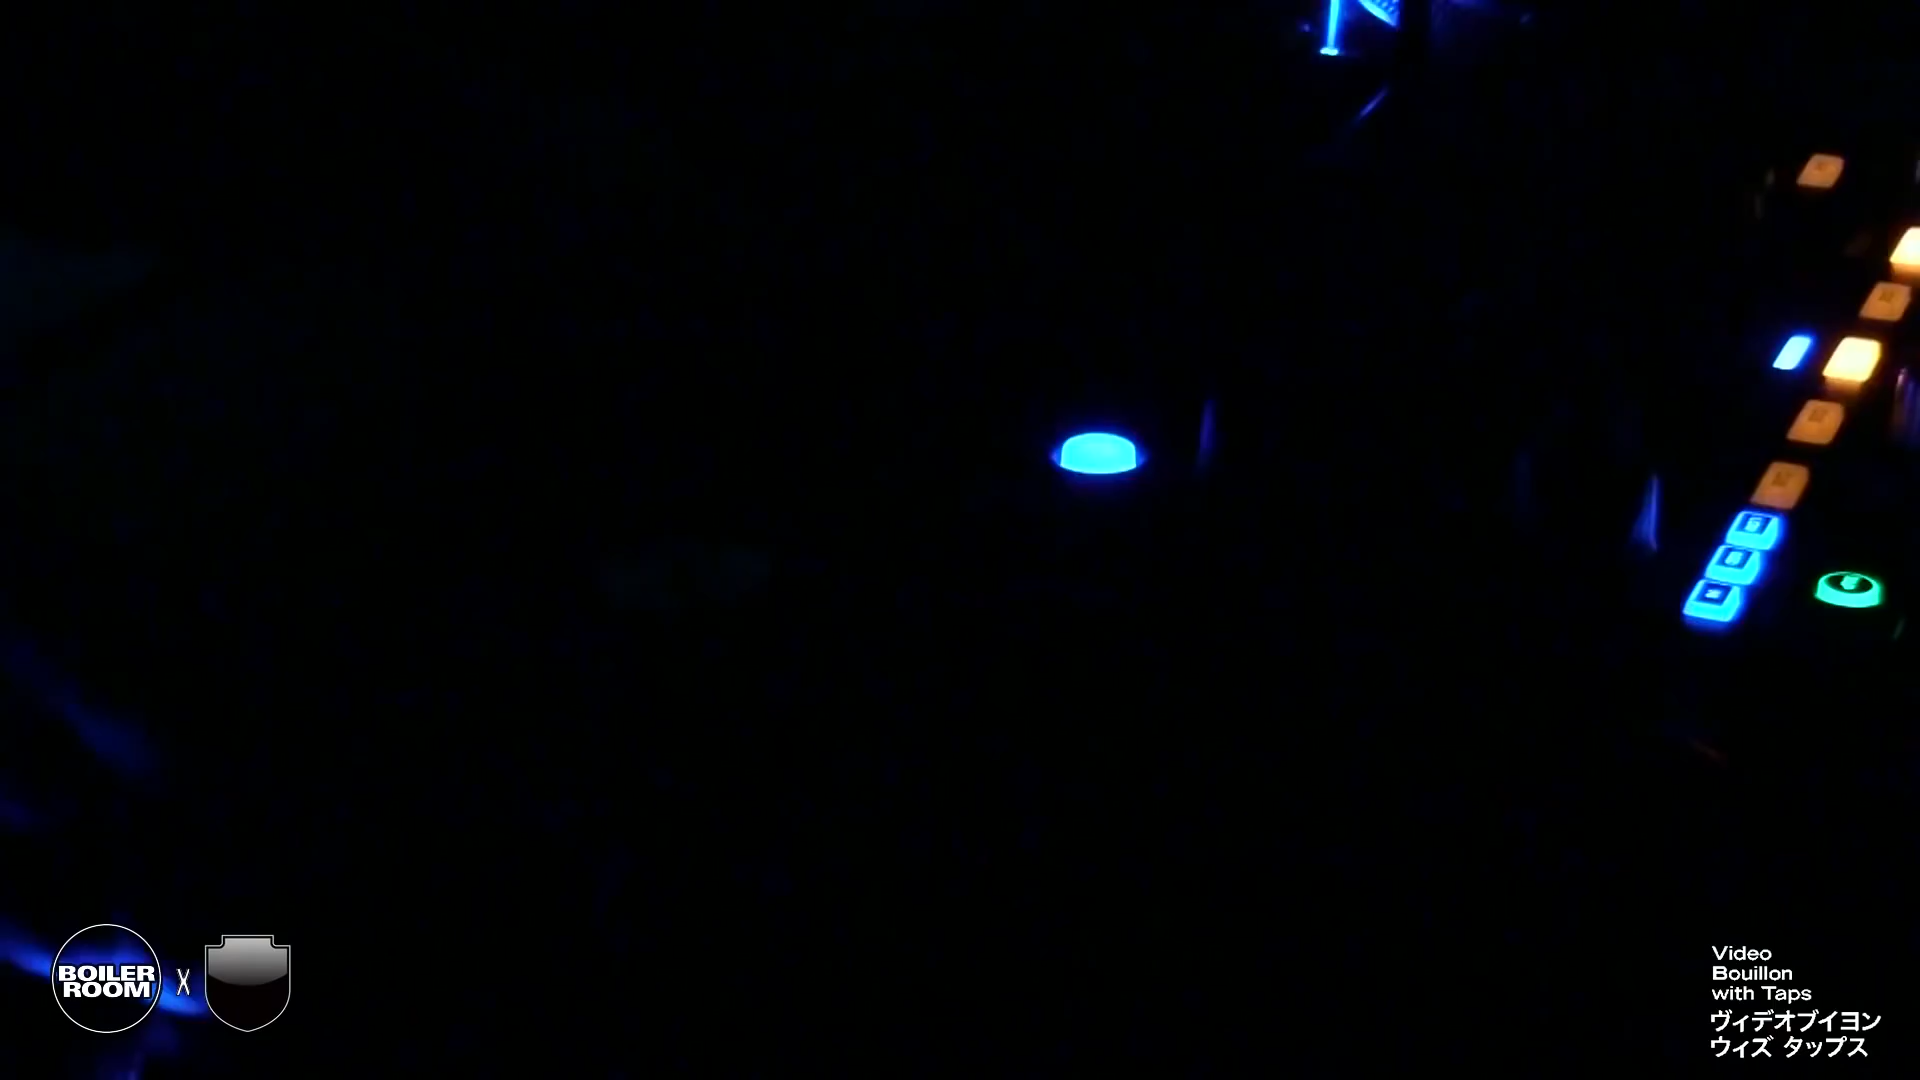 BOILER
ROOM
X
Video
Bouillon
with Taps
ヴィデオブイヨン
ウィズ タップス